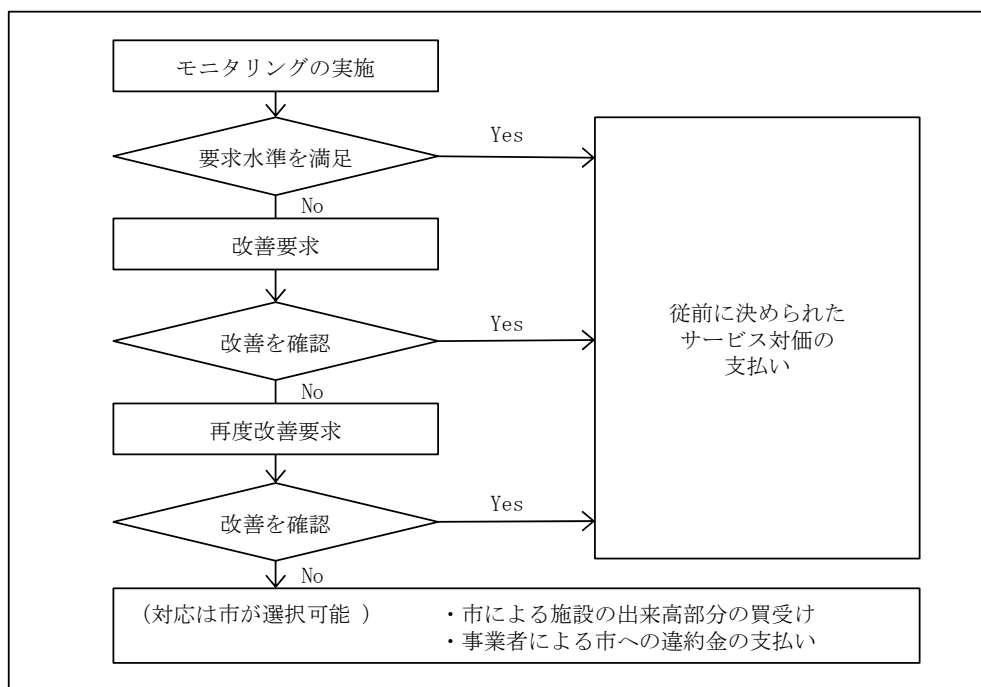 モニタリングの実施
要求水準を満足
Yes
No
改善要求
改善を確認
Yes
従前に決められた
サービス対価の
支払い
No
再度改善要求
改善を確認
Yes
No
(対応は市が選択可能 ) ・市による施設の出来高部分の買受け
・事業者による市への違約金の支払い